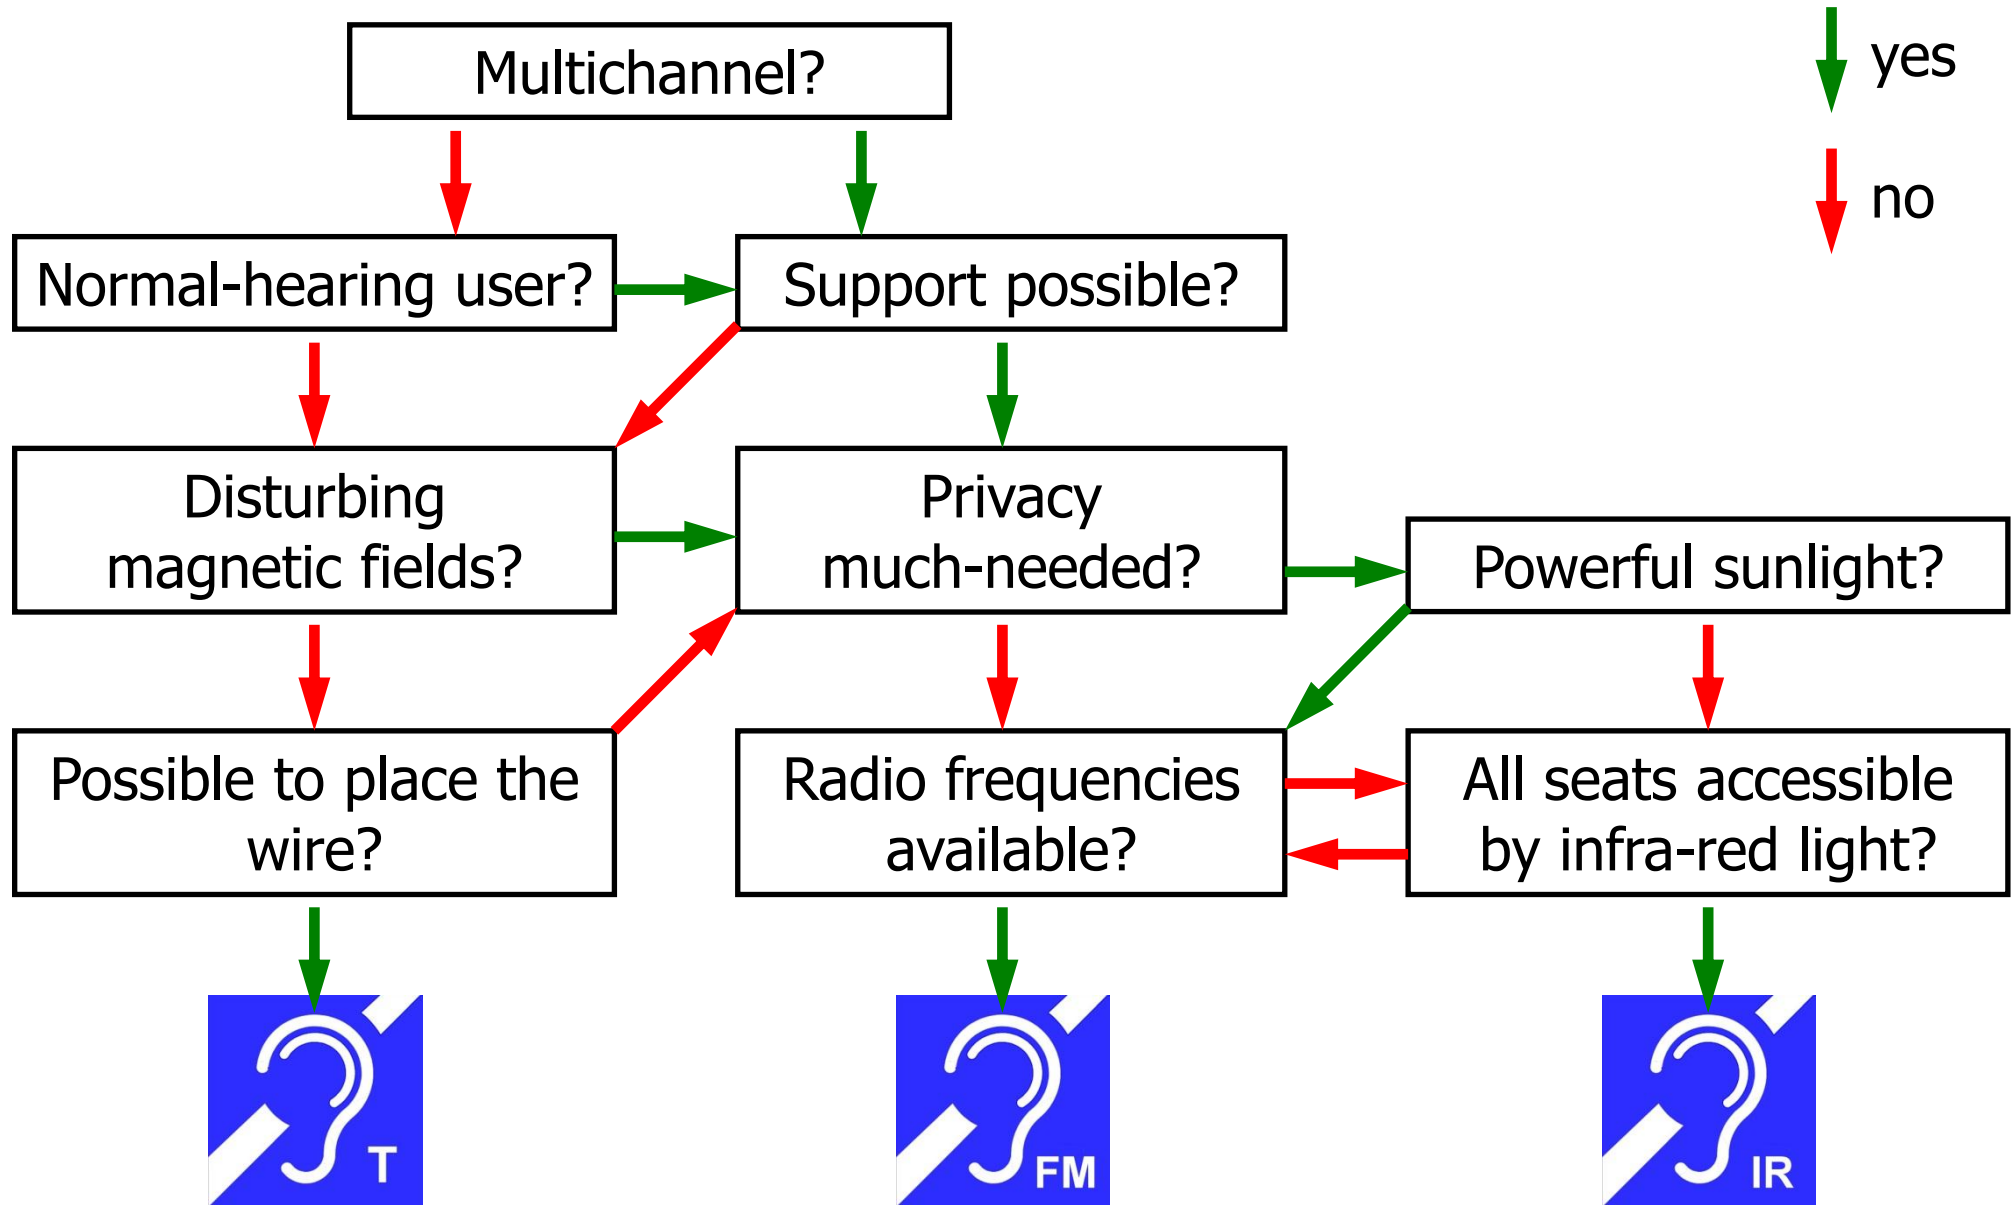 Multichannel?
yes
no
Normal-hearing user?
Support possible?
Disturbing
magnetic fields?
Privacy
much-needed?
Powerful sunlight?
Possible to place the
wire?
Radio frequencies
available?
All seats accessible
by infra-red light?
T
FM
IR